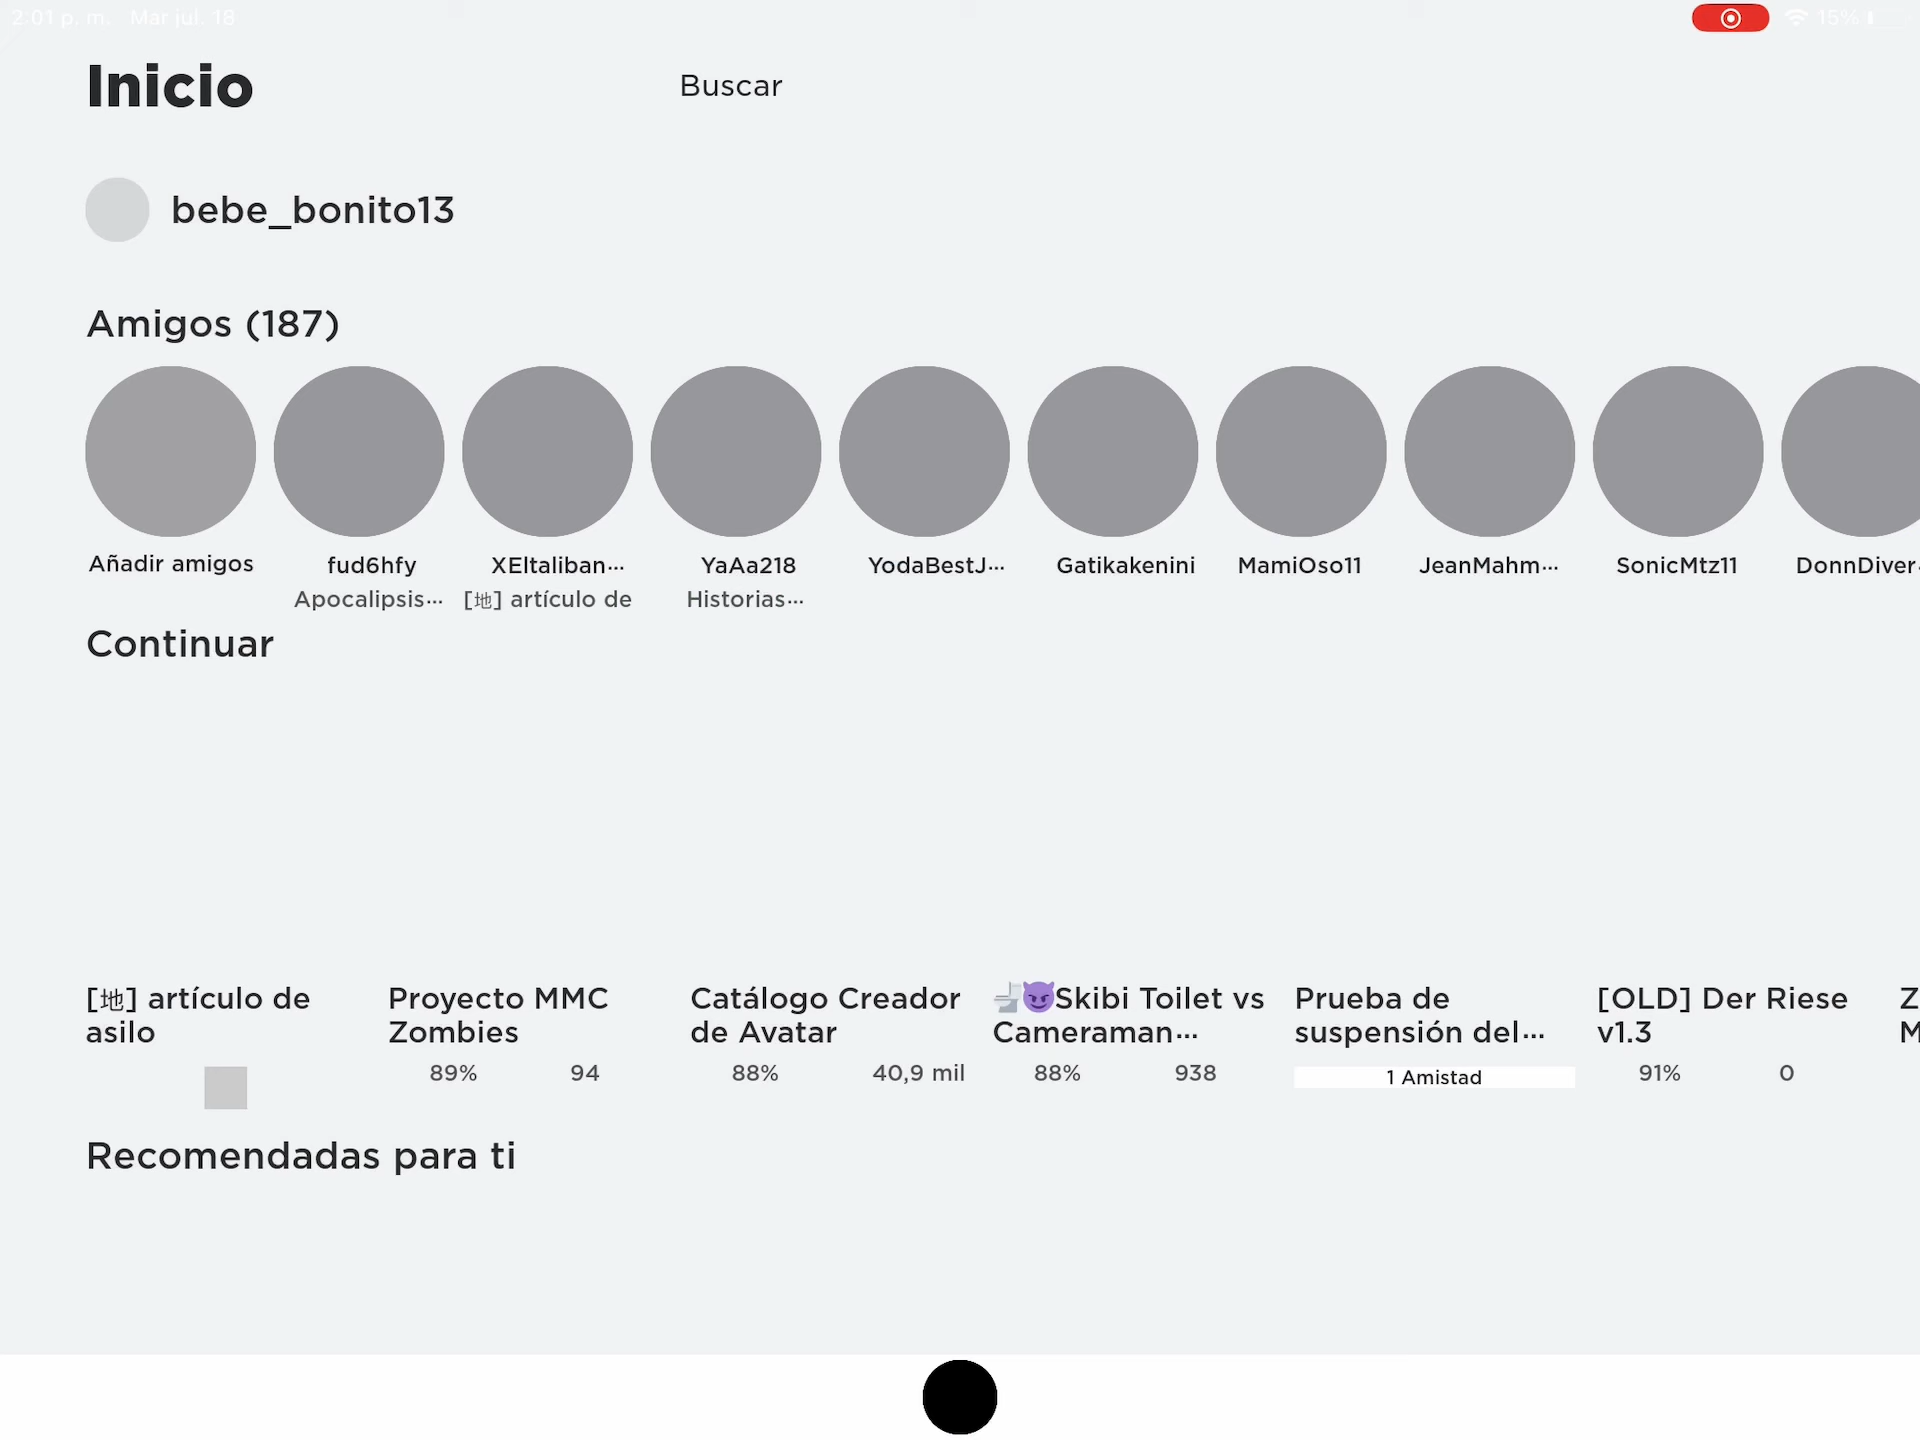 2:01 p. m. Mar jul. 18
15%
Inicio
Buscar
bebe_bonito13
Amigos (187)
Añadir amigos
fud6hfy
XEltaliban...
YaAa218
YodaBestJ...
Gatikakenini
MamiOso11
JeanMahm...
SonicMtz11
DonnDiver
Apocalipsis...
[地] artículo de
Historias...
Continuar
[地] artículo de
asilo
Proyecto MMC
Zombies
89% 94
Catálogo Creador
de Avatar
88% 40,9 mil
🚽😈Skibi Toilet vs
Cameraman...
88% 938
Prueba de
suspensión del...
1 Amistad
[OLD] Der Riese
v1.3
91% 0
Z
M
Recomendadas para ti